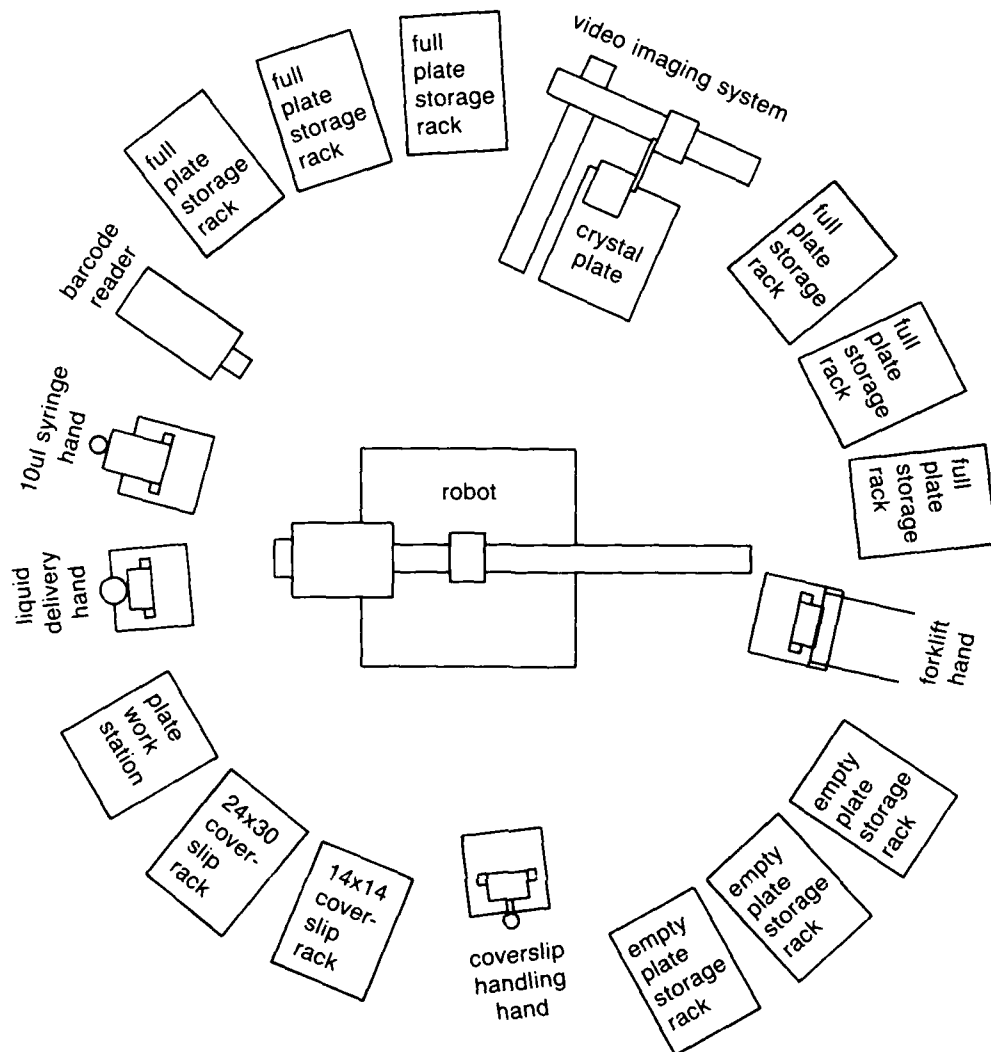 full
plate
storage
rack
full
plate
storage
rack
full
plate
storage
rack
video imaging system
crystal
plate
full
plate
storage
rack
full
plate
storage
rack
full
plate
storage
rack
barcode
reader
10ul syringe
hand
robot
liquid
delivery
hand
forklift
hand
plate
work
station
24x30
cover-
slip
rack
14x14
cover-
slip
rack
coverslip
handling
hand
empty
plate
storage
rack
empty
plate
storage
rack
empty
plate
storage
rack